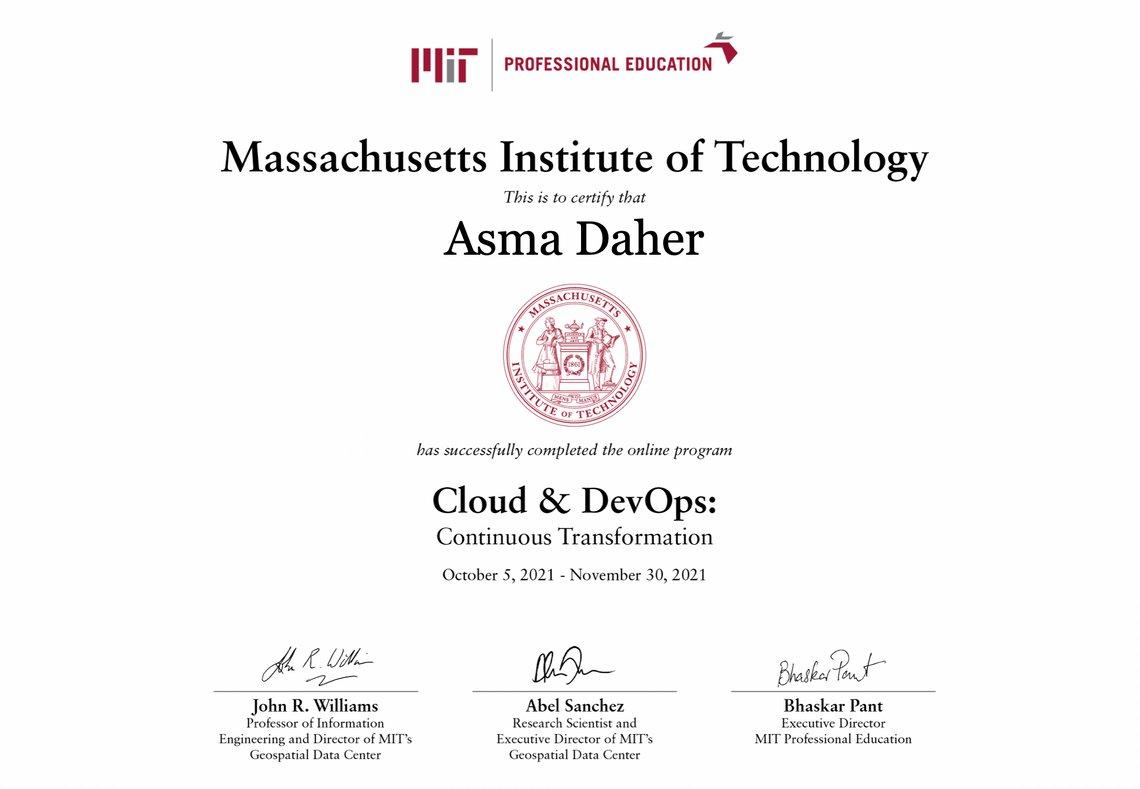 MIT PROFESSIONAL EDUCATION
Massachusetts Institute of Technology
This is to certify that
Asma Daher
MASSACHUSETTS
INSTITUTE OF TECHNOLOGY
1861
MENS ET MANUS
has successfully completed the online program
Cloud & DevOps:
Continuous Transformation
October 5, 2021 - November 30, 2021
John R. Williams
Professor of Information
Engineering and Director of MIT's
Geospatial Data Center
Abel Sanchez
Research Scientist and
Executive Director of MIT's
Geospatial Data Center
Bhaskar Pant
Bhaskar Pant
Executive Director
MIT Professional Education